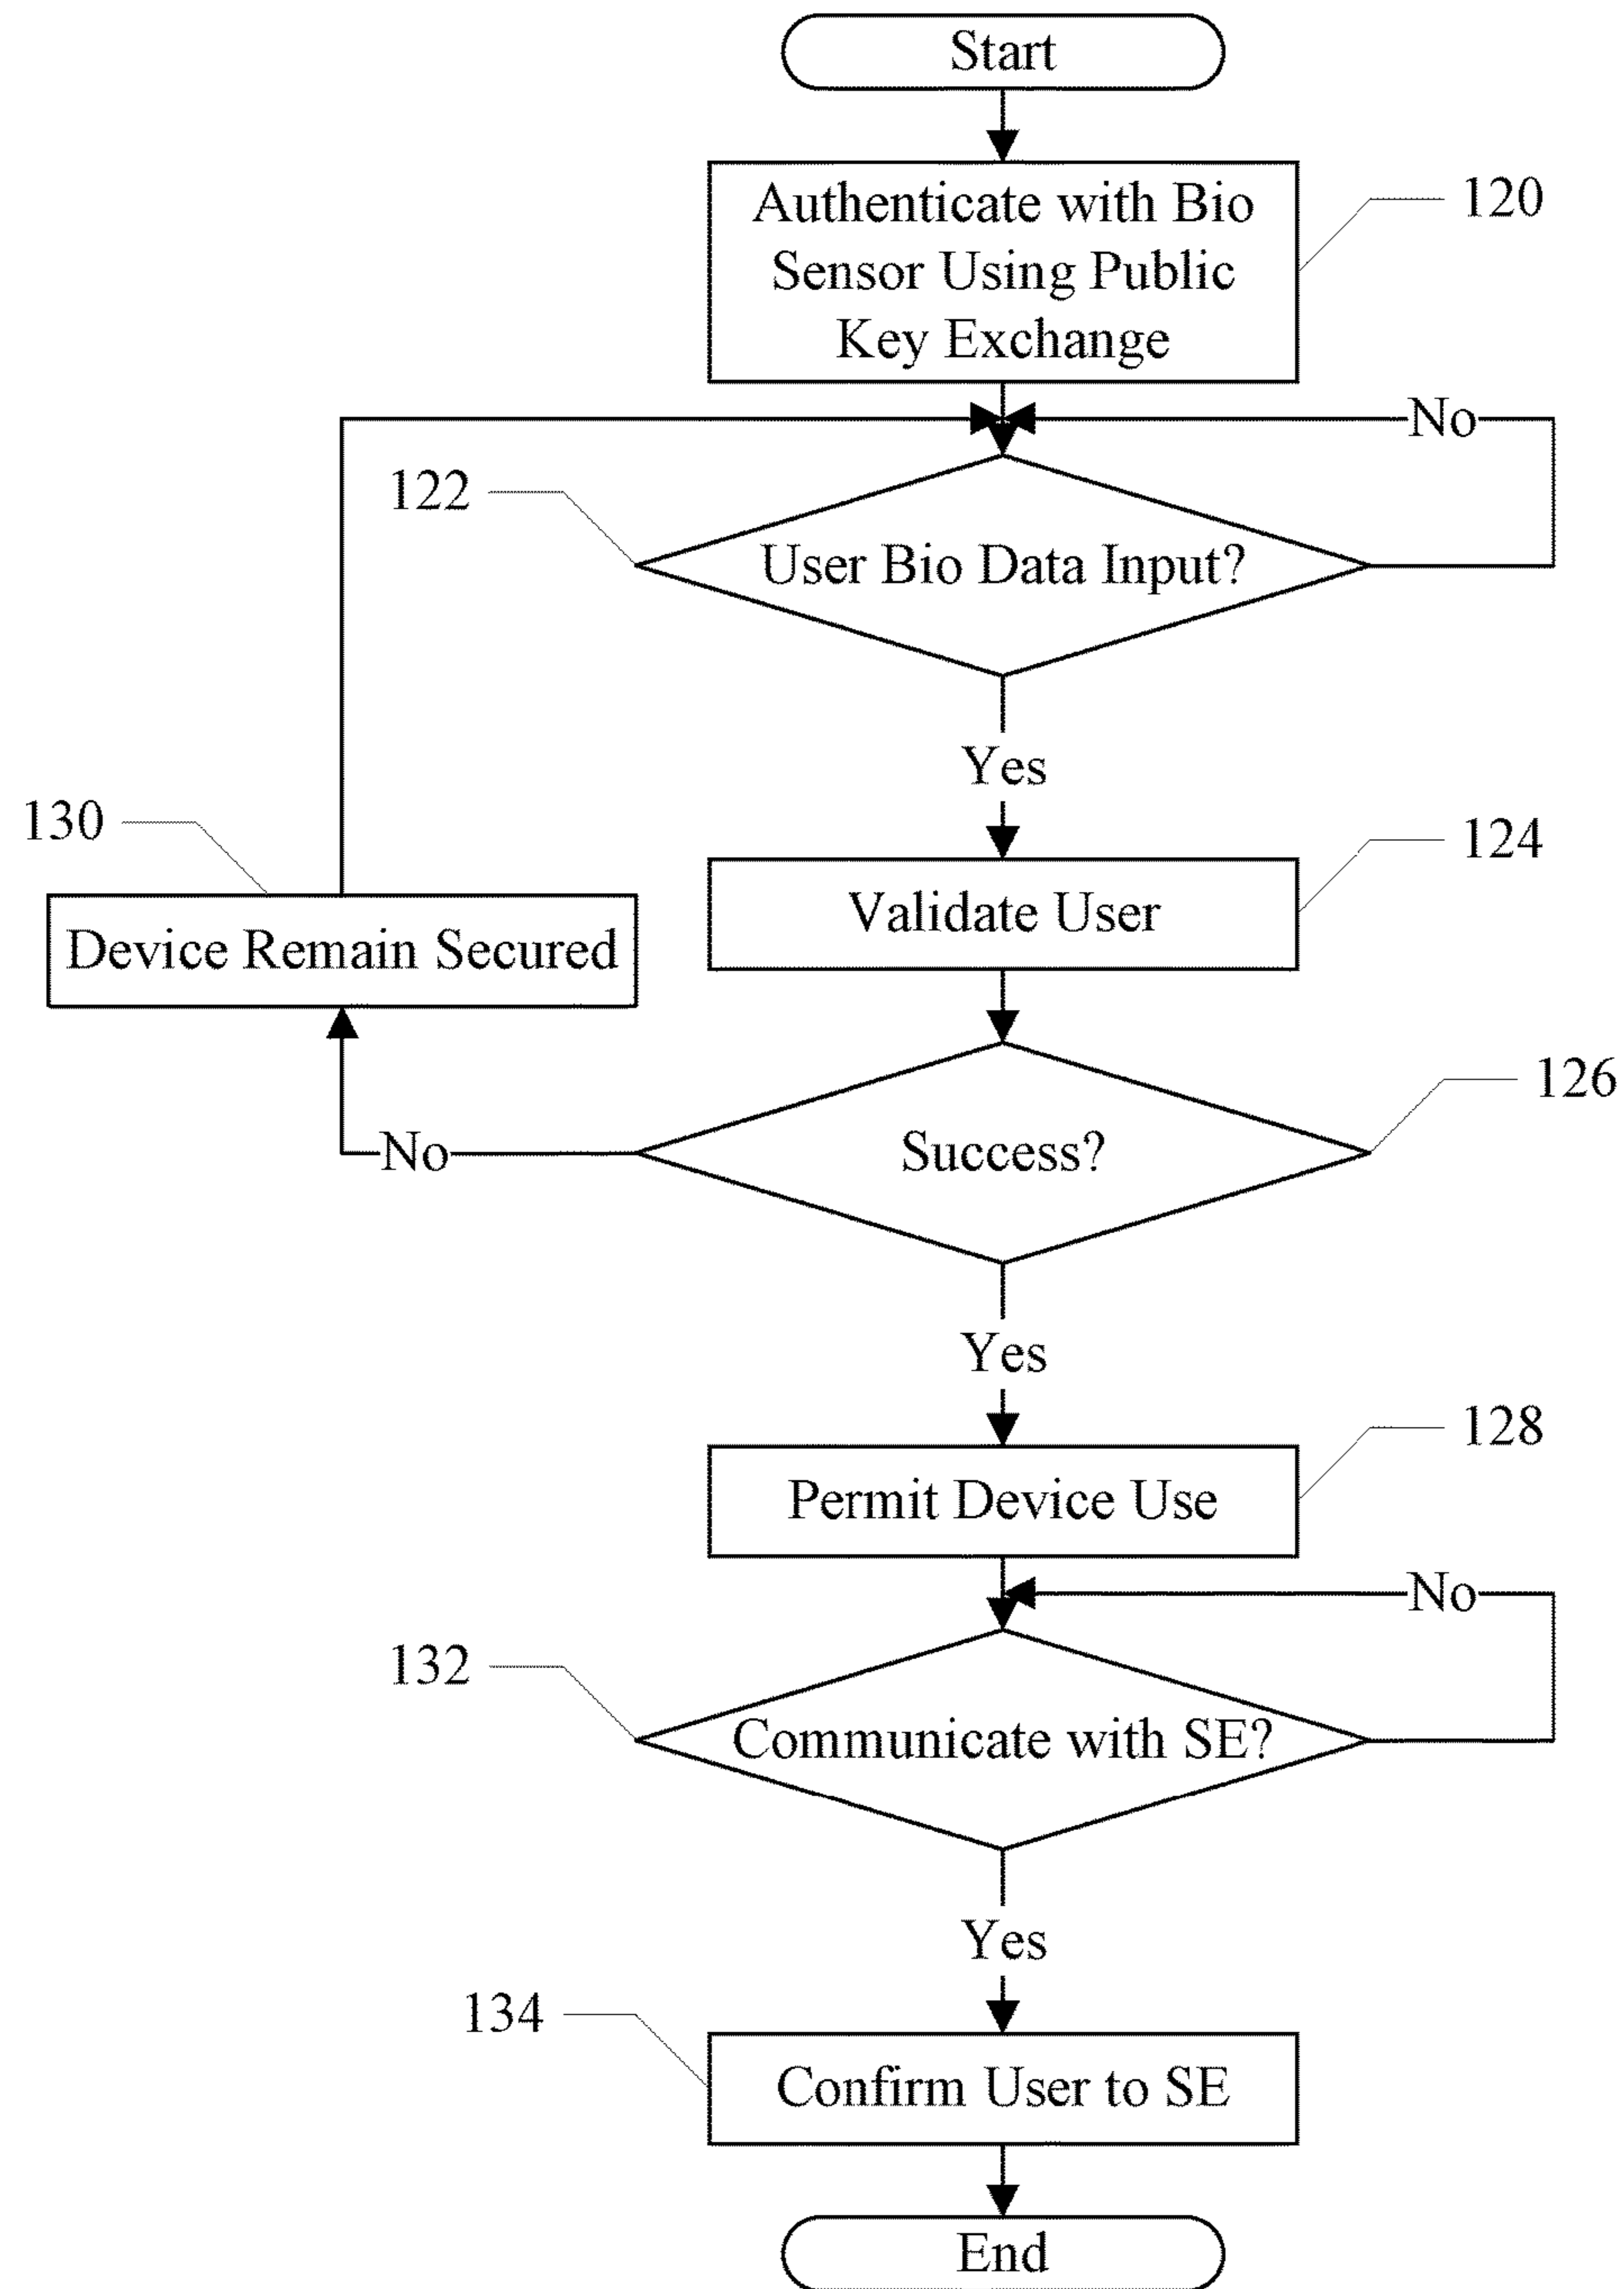 Start
Authenticate with Bio
Sensor Using Public
Key Exchange
120
No
122
User Bio Data Input?
Yes
130
124
Device Remain Secured
Validate User
126
No
Success?
Yes
128
Permit Device Use
No
132
Communicate with SE?
Yes
134
Confirm User to SE
End